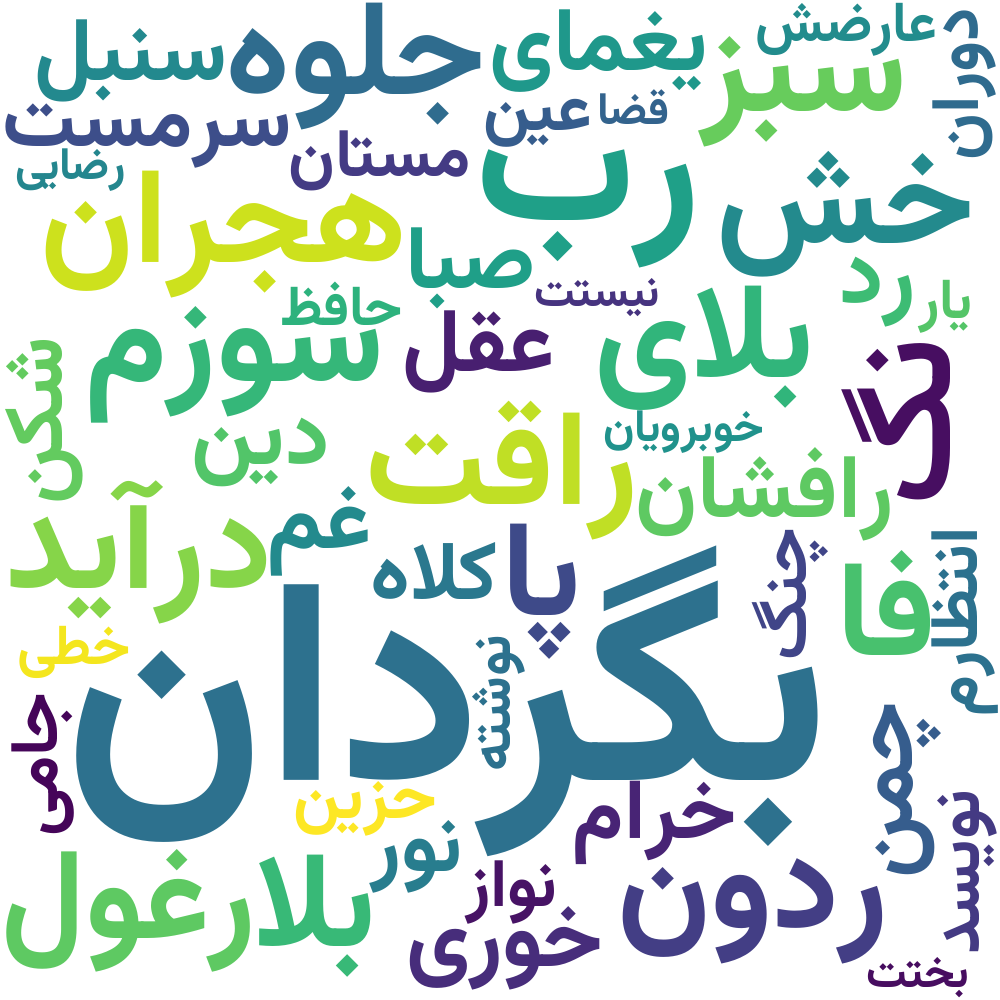 سنبل
جلوه
یغمای
عارضش
دوران
سبز
سرمست
عین
قضا
مستان
رب
رضایی
خش
هجران
صبا
نیستت
رد
یار
حافظ
سوزم
عقل
بلای
نگ
شکن
دین
راقت
خوبرویان
رافشان
درآید
غم
کلاه
پا
چنگ
فا
انتظارم
خطی
بگردان
نوشته
جامی
چمن
حزین
خرام
نویسد
نور
رغول
بلا
نواز
خوری
ردون
بختت